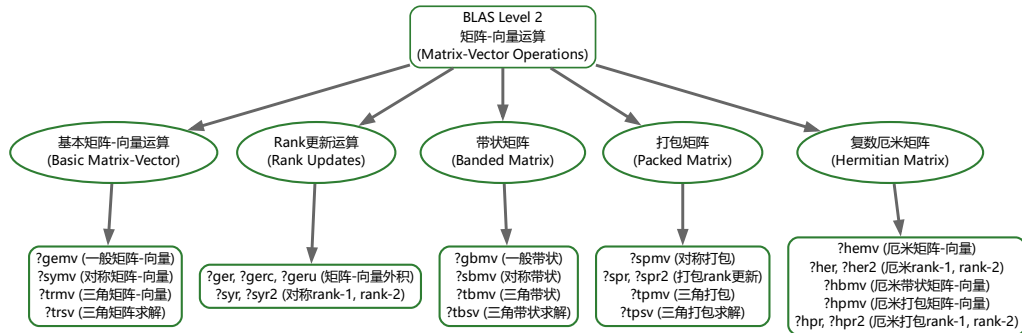 BLAS Level 2
矩阵-向量运算
(Matrix-Vector Operations)
基本矩阵-向量运算
(Basic Matrix-Vector)
Rank更新运算
(Rank Updates)
带状矩阵
(Banded Matrix)
打包矩阵
(Packed Matrix)
复数厄米矩阵
(Hermitian Matrix)
?gemv (一般矩阵-向量)
?symv (对称矩阵-向量)
?trmv (三角矩阵-向量)
?trsv (三角矩阵求解)
?ger, ?gerc, ?geru (矩阵-向量外积)
?syr, ?syr2 (对称rank-1, rank-2)
?gbmv (一般带状)
?sbmv (对称带状)
?tbmv (三角带状)
?tbsv (三角带状求解)
?spmv (对称打包)
?spr, ?spr2 (打包rank更新)
?tpmv (三角打包)
?tpsv (三角打包求解)
?hemv (厄米矩阵-向量)
?her, ?her2 (厄米rank-1, rank-2)
?hbmv (厄米带状矩阵-向量)
?hpmv (厄米打包矩阵-向量)
?hpr, ?hpr2 (厄米打包rank-1, rank-2)